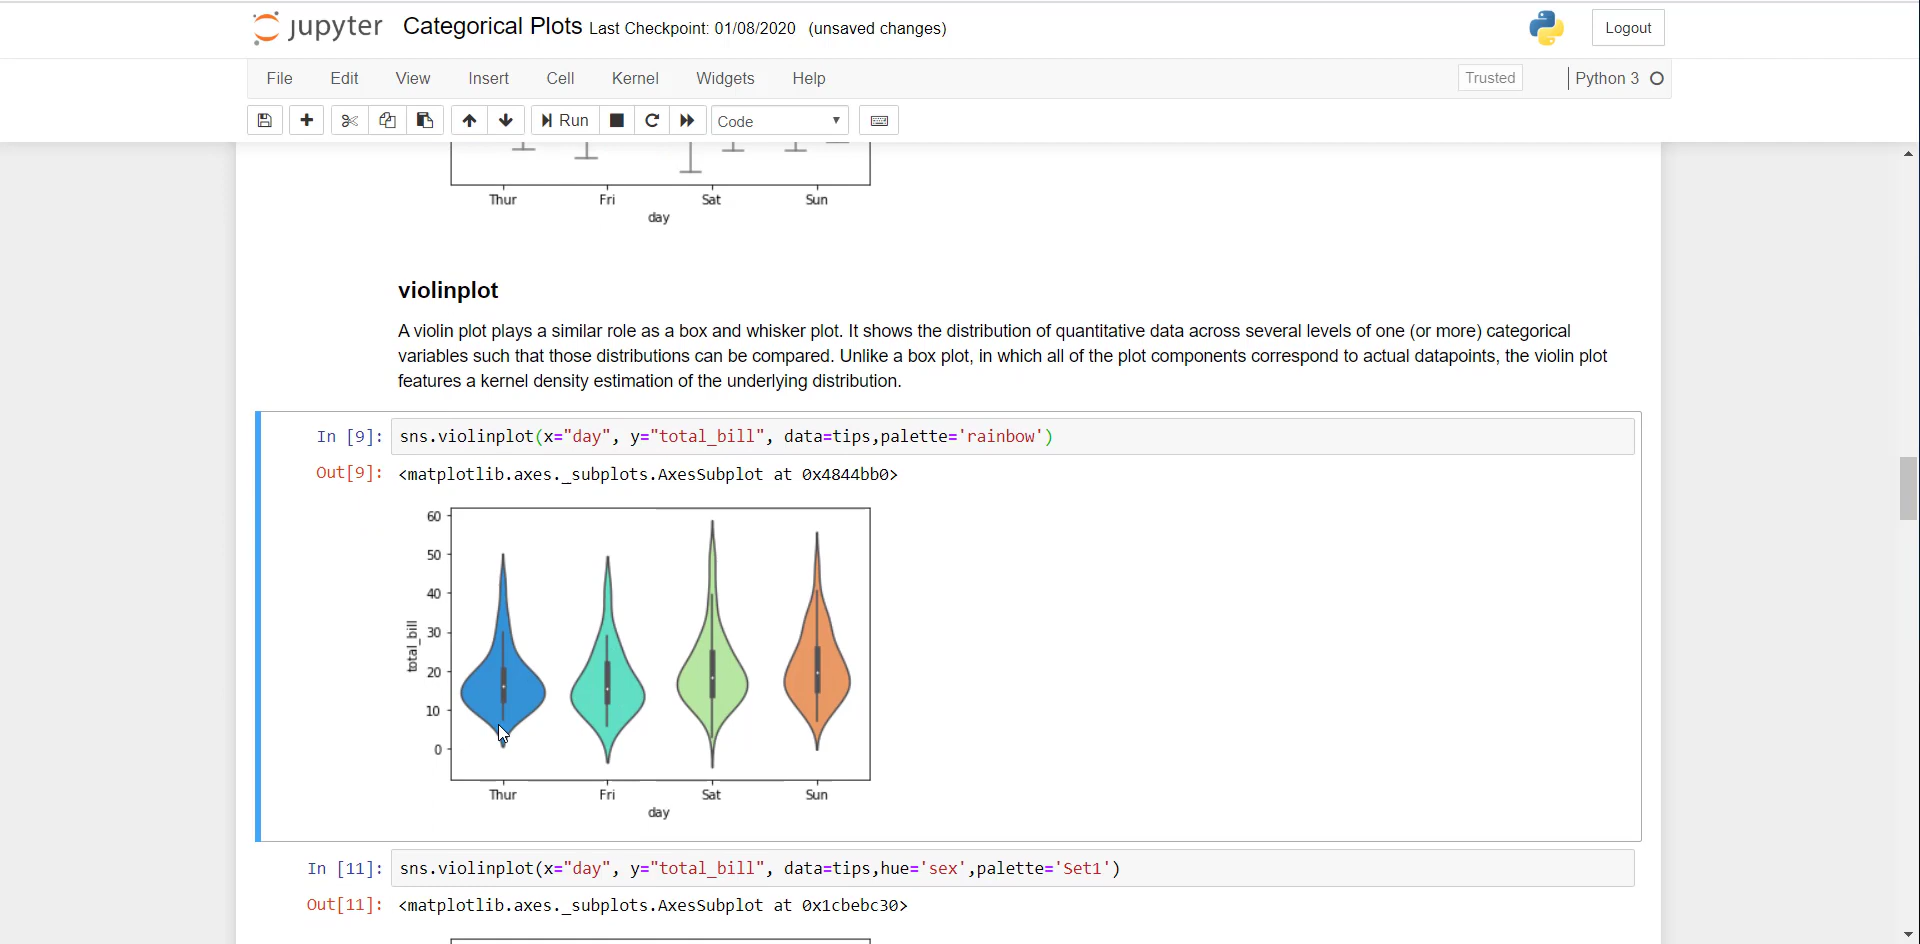 jupyter Categorical Plots Last Checkpoint: 01/08/2020 (unsaved changes) Logout
File Edit View Insert Cell Kernel Widgets Help Trusted Python 3
Run Code
Thur Fri Sat Sun
day
violinplot
A violin plot plays a similar role as a box and whisker plot. It shows the distribution of quantitative data across several levels of one (or more) categorical
variables such that those distributions can be compared. Unlike a box plot, in which all of the plot components correspond to actual datapoints, the violin plot
features a kernel density estimation of the underlying distribution.
In [9]: sns.violinplot(x="day", y="total_bill", data=tips,palette='rainbow')
Out[9]: <matplotlib.axes._subplots.AxesSubplot at 0x4844bb0>
60
50
40
30
total_bill
20
10
0
Thur Fri Sat Sun
day
In [11]: sns.violinplot(x="day", y="total_bill", data=tips,hue='sex',palette='Set1')
Out[11]: <matplotlib.axes._subplots.AxesSubplot at 0x1cbebc30>